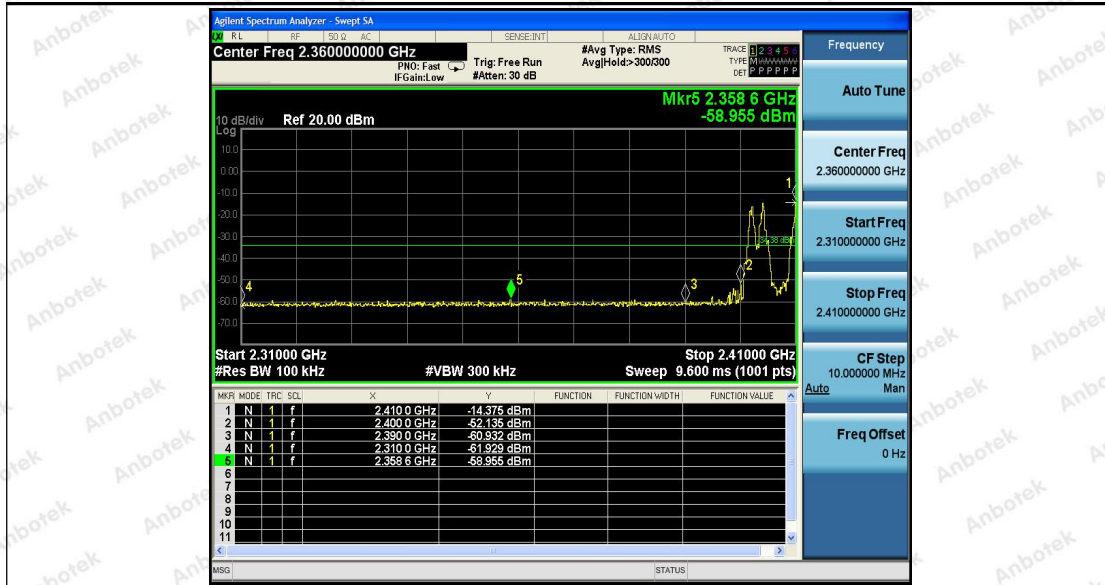 Agilent Spectrum Analyzer - Swept SA
RL RF 50 Ω AC SENSE:INT ALIGNAUTO
Center Freq 2.360000000 GHz
PNO: Fast
IFGain:Low
Trig: Free Run
#Atten: 30 dB
#Avg Type: RMS
Avg|Hold:>300/300
TRACE 1 2 3 4 5 6
TYPE M
DET P P P P P P
Mkr5 2.358 6 GHz
-58.955 dBm
10 dB/div
Log
Ref 20.00 dBm
10.0
0.00
-10.0
-20.0
-30.0
-40.0
-50.0
-60.0
-70.0
1
2
3
4
5
Start 2.31000 GHz
Stop 2.41000 GHz
#Res BW 100 kHz
#VBW 300 kHz
Sweep 9.600 ms (1001 pts)
MKR MODE TRC SCL X Y FUNCTION FUNCTION WIDTH FUNCTION VALUE
1 N 1 f 2.410 0 GHz -14.375 dBm
2 N 1 f 2.400 0 GHz -52.135 dBm
3 N 1 f 2.390 0 GHz -60.932 dBm
4 N 1 f 2.310 0 GHz -61.929 dBm
5 N 1 f 2.358 6 GHz -58.955 dBm
6
7
8
9
10
11
MSG
STATUS
Frequency
Auto Tune
Center Freq
2.360000000 GHz
Start Freq
2.310000000 GHz
Stop Freq
2.410000000 GHz
CF Step
10.000000 MHz
Auto Man
Freq Offset
0 Hz
Anbotek